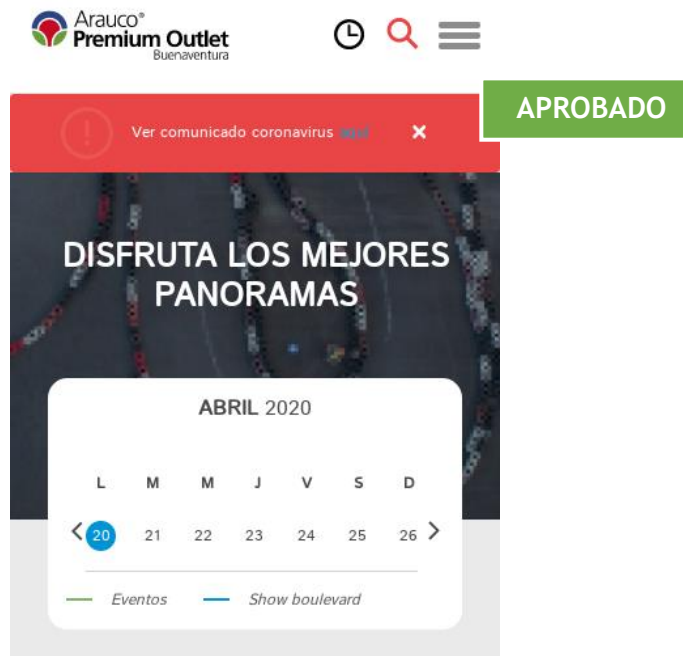 Arauco®
Premium Outlet
Buenaventura
APROBADO
Ver comunicado coronavirus aquí
DISFRUTA LOS MEJORES
PANORAMAS
ABRIL 2020
L M M J V S D
20 21 22 23 24 25 26
Eventos Show boulevard